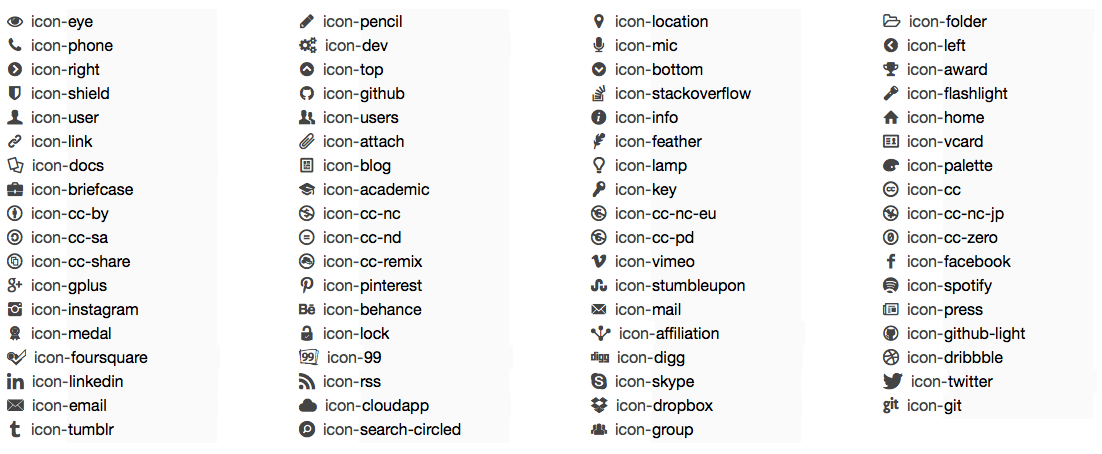 icon-eye icon-pencil icon-location icon-folder
icon-phone icon-dev icon-mic icon-left
icon-right icon-top icon-bottom icon-award
icon-shield icon-github icon-stackoverflow icon-flashlight
icon-user icon-users icon-info icon-home
icon-link icon-attach icon-feather icon-vcard
icon-docs icon-blog icon-lamp icon-palette
icon-briefcase icon-academic icon-key icon-cc
icon-cc-by icon-cc-nc icon-cc-nc-eu icon-cc-nc-jp
icon-cc-sa icon-cc-nd icon-cc-pd icon-cc-zero
icon-cc-share icon-cc-remix icon-vimeo icon-facebook
icon-gplus icon-pinterest icon-stumbleupon icon-spotify
icon-instagram icon-behance icon-mail icon-press
icon-medal icon-lock icon-affiliation icon-github-light
icon-foursquare icon-99 icon-digg icon-dribbble
icon-linkedin icon-rss icon-skype icon-twitter
icon-email icon-cloudapp icon-dropbox icon-git
icon-tumblr icon-search-circled icon-group